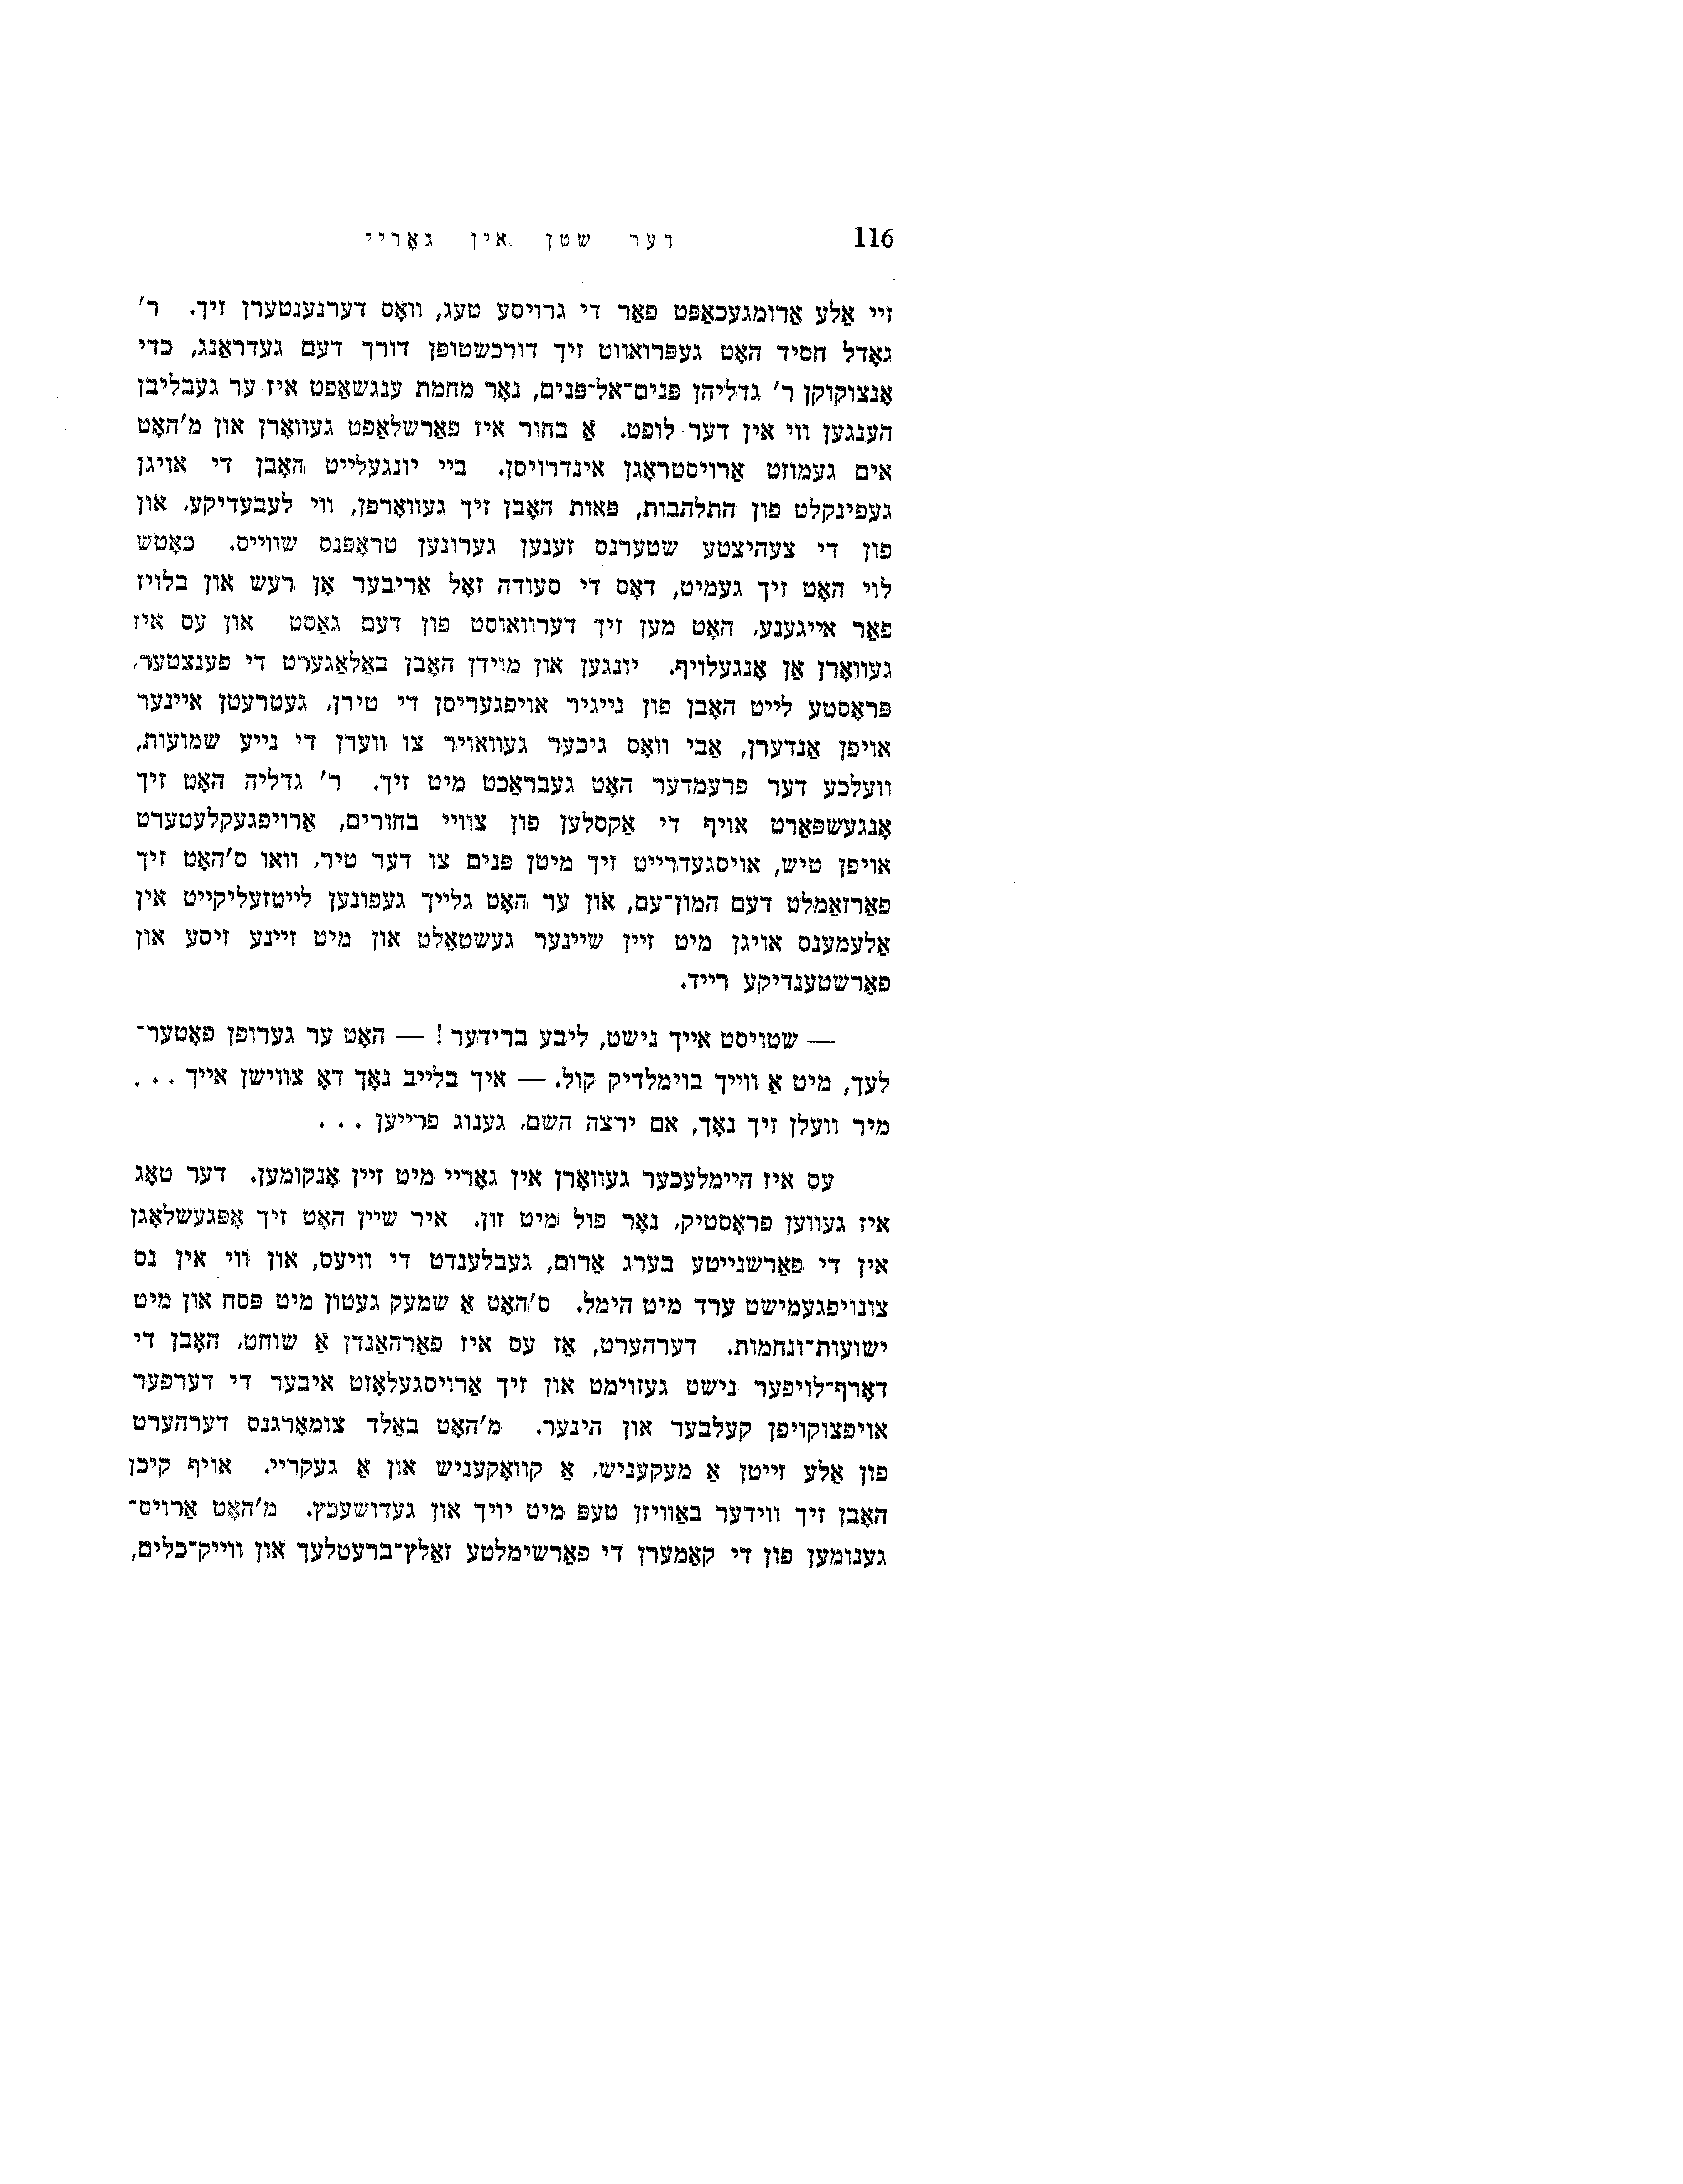 116 דער שטן אין גאָריי
זיי אַלע אַרומגעכאַפּט פאַר די גרויסע טעג, וואָס דערנענטערן זיך. ר׳
גאָדל חסיד האָט געפּרואווט זיך דורכשטופּן דורך דעם געדראַנג, כדי
אָנצוקוקן ר׳ גדליהן פּנים־אל־פּנים, נאָר מחמת ענגשאַפט איז ער געבליבן
הענגען ווי אין דער לופט. אַ בחור איז פאַרשלאַפט געוואָרן און מ׳האָט
אים געמוזט אַרויסטראָגן אינדרויסן. ביי יונגעלייט האָבן די אויגן
געפינקלט פון התלהבות, פּאות האָבן זיך געוואָרפן, ווי לעבעדיקע, און
פון די צעהיצטע שטערנס זענען גערונען טראָפּנס שווייס. כאָטש
לוי האָט זיך געמיט, דאָס די סעודה זאָל אַריבער אָן רעש און בלויז
פאַר אייגענע, האָט מען זיך דערוואוסט פון דעם גאַסט און עס איז
געוואָרן אַן אָנגעלויף. יונגען און מוידן האָבן באַלאַגערט די פענצטער,
פּראָסטע לייט האָבן פון נייגיר אויפגעריסן די טירן, געטרעטן איינער
אויפן אַנדערן, אַבי וואָס גיכער געוואויר צו ווערן די נייע שמועות,
וועלכע דער פרעמדער האָט געבראַכט מיט זיך. ר׳ גדליה האָט זיך
אָנגעשפּאַרט אויף די אַקסלען פון צוויי בחורים, אַרויפגעקלעטערט
אויפן טיש, אויסגעדרייט זיך מיטן פּנים צו דער טיר, וואו ס׳האָט זיך
פאַרזאַמלט דעם המון־עם, און ער האָט גלייך געפונען לייטזעליקייט אין
אַלעמענס אויגן מיט זיין שיינער געשטאַלט און מיט זיינע זיסע און
פאַרשטענדיקע רייד.
— שטויסט אייך נישט, ליבע ברידער! — האָט ער גערופן פאָטער־
לעך, מיט אַ ווייך בוימלדיק קול. — איך בלייב נאָך דאָ צווישן אייך . . .
מיר וועלן זיך נאָך, אם ירצה השם, גענוג פרייען . . .
עס איז היימלעכער געוואָרן אין גאָריי מיט זיין אָנקומען. דער טאָג
איז געווען פראָסטיק, נאָר פול מיט זון. איר שיין האָט זיך אָפּגעשלאָגן
אין די פאַרשנייטע בערג אַרום, געבלענדט די וויעס, און ווי אין נס
צונויפגעמישט ערד מיט הימל. ס׳האָט אַ שמעק געטון מיט פּסח און מיט
ישועות־ונחמות. דערהערט, אַז עס איז פאַרהאַנדן אַ שוחט, האָבן די
דאָרף־לויפער נישט געזוימט און זיך אַרויסגעלאָזט איבער די דערפער
אויפצוקויפן קעלבער און הינער. מ׳האָט באַלד צומאָרגנס דערהערט
פון אַלע זייטן אַ מעקעניש, אַ קוואָקעניש און אַ געקריי. אויף קיכן
האָבן זיך ווידער באַוויזן טעפּ מיט יויך און געדושעכץ. מ׳האָט אַרויס־
גענומען פון די קאַמערן די פאַרשימלטע זאַלץ־ברעטלעך און ווייק־כלים,